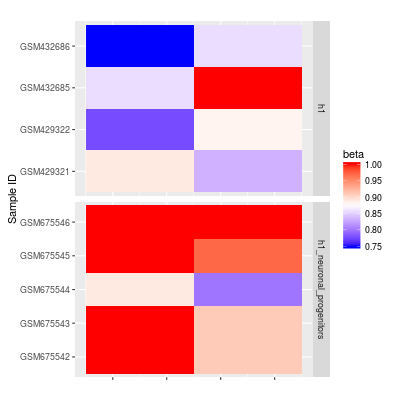 GSM432686
GSM432685
GSM429322
GSM429321
h1
GSM675546
GSM675545
GSM675544
GSM675543
GSM675542
h1_neuronal_progenitors
Sample ID
beta
1.00
0.95
0.90
0.85
0.80
0.75